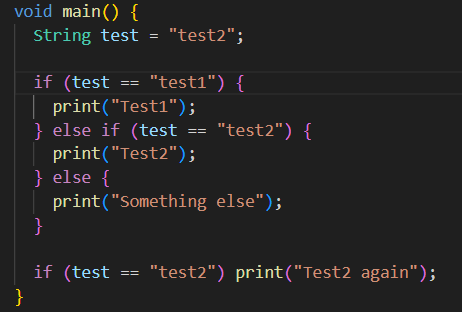 void main() {
  String test = "test2";

  if (test == "test1") {
    print("Test1");
  } else if (test == "test2") {
    print("Test2");
  } else {
    print("Something else");
  }

  if (test == "test2") print("Test2 again");
}